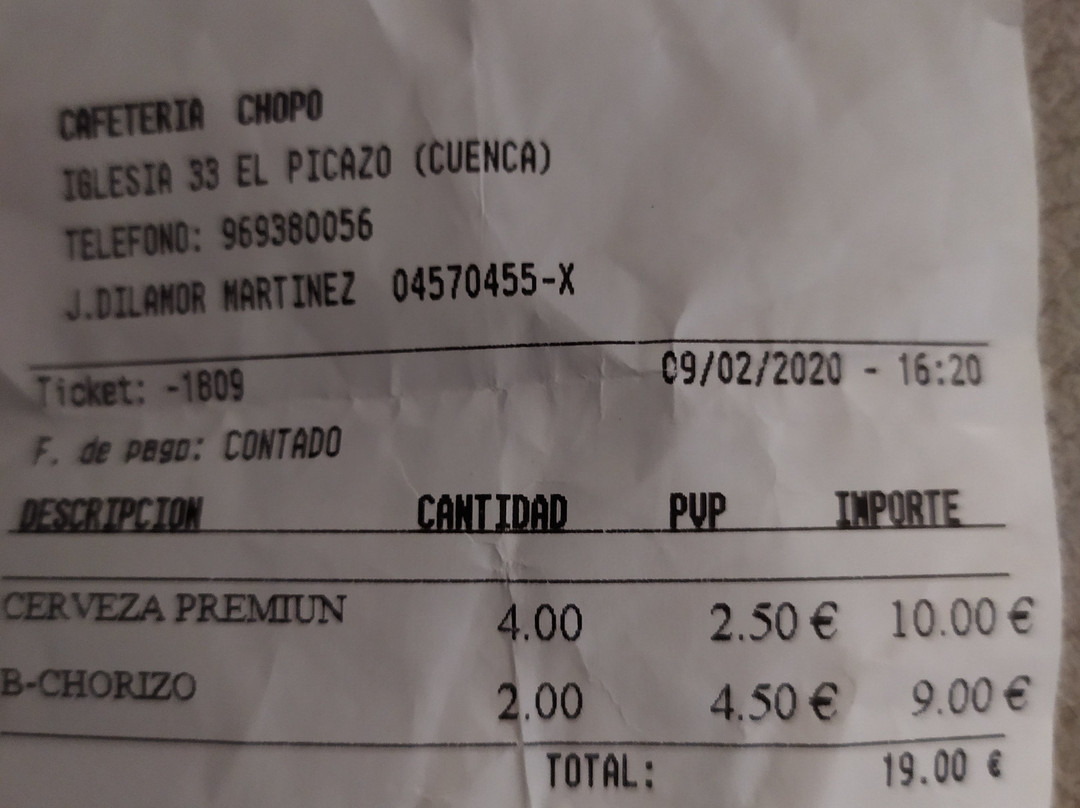 CAFETERIA CHOPO
IGLESIA 33 EL PICAZO (CUENCA)
TELEFONO: 969380056
J.DILAMOR MARTINEZ 04570455-X
Ticket: -1809 09/02/2020 - 16:20
F. de pago: CONTADO
DESCRIPCION CANTIDAD PVP IMPORTE
CERVEZA PREMIUN 4.00 2.50 € 10.00 €
B-CHORIZO 2.00 4.50 € 9.00 €
TOTAL: 19.00 €